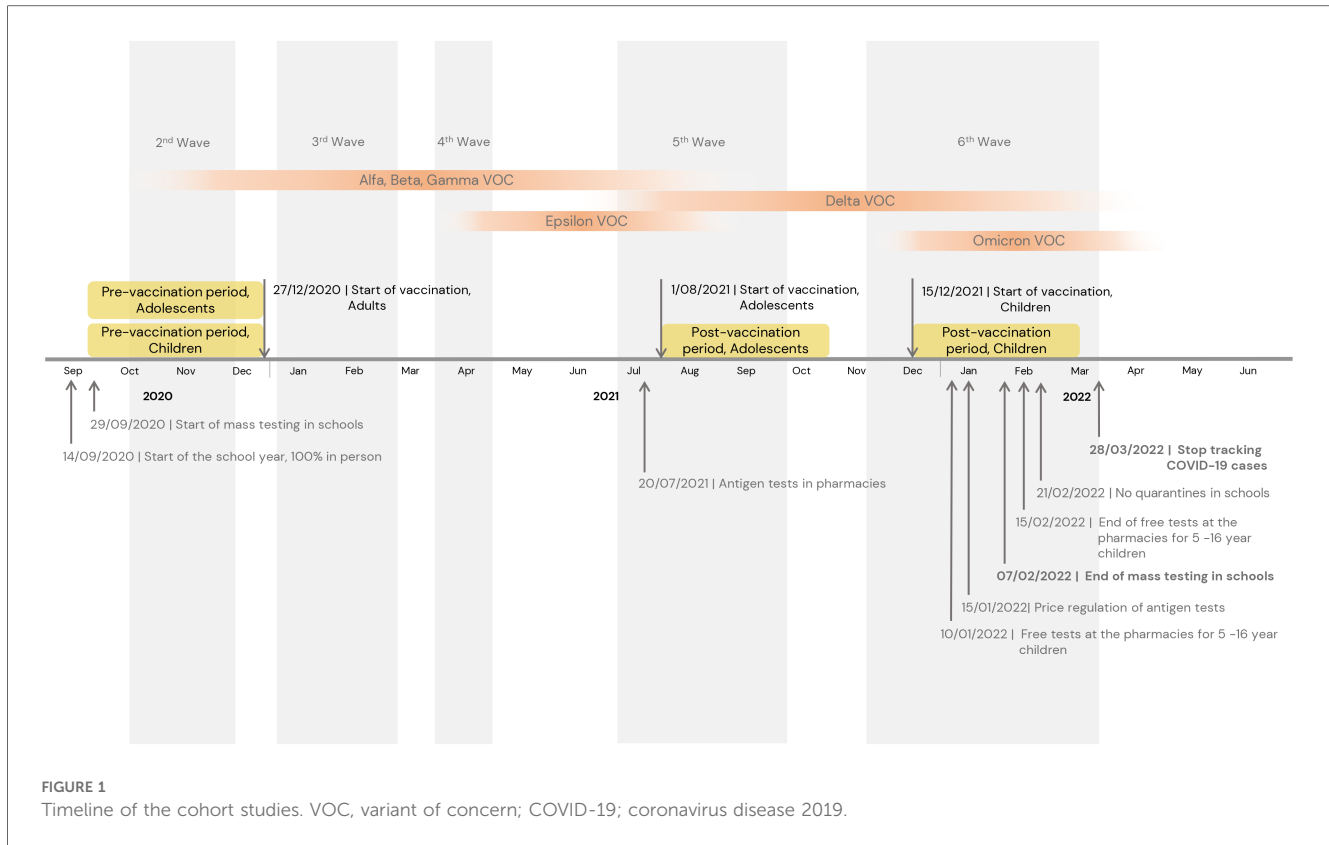 2nd Wave
3rd Wave
4th Wave
5th Wave
6th Wave
Alfa, Beta, Gamma VOC
Delta VOC
Epsilon VOC
Omicron VOC
Pre-vaccination period,
Adolescents
27/12/2020 | Start of vaccination,
Adults
1/08/2021 | Start of vaccination,
Adolescents
15/12/2021 | Start of vaccination,
Children
Pre-vaccination period,
Children
Post-vaccination
period, Adolescents
Post-vaccination
period, Children
Sep Oct Nov Dec Jan Feb Mar Apr May Jun Jul Aug Sep Oct Nov Dec Jan Feb Mar Apr May Jun
2020 2021 2022
29/09/2020 | Start of mass testing in schools
14/09/2020 | Start of the school year, 100% in person
20/07/2021 | Antigen tests in pharmacies
28/03/2022 | Stop tracking
COVID-19 cases
21/02/2022 | No quarantines in schools
15/02/2022 | End of free tests at the
pharmacies for 5 -16 year
children
07/02/2022 | End of mass testing in schools
15/01/2022| Price regulation of antigen tests
10/01/2022 | Free tests at the pharmacies for 5 -16 year
children
FIGURE 1
Timeline of the cohort studies. VOC, variant of concern; COVID-19; coronavirus disease 2019.